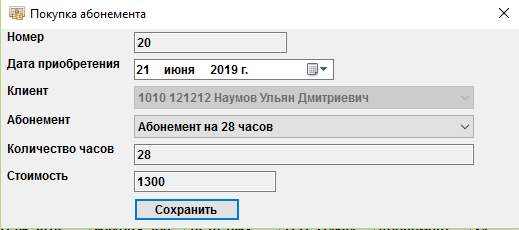 Покупка абонемента
Номер 20
Дата приобретения 21 июня 2019 г.
Клиент 1010 121212 Наумов Ульян Дмитриевич
Абонемент Абонемент на 28 часов
Количество часов 28
Стоимость 1300
Сохранить